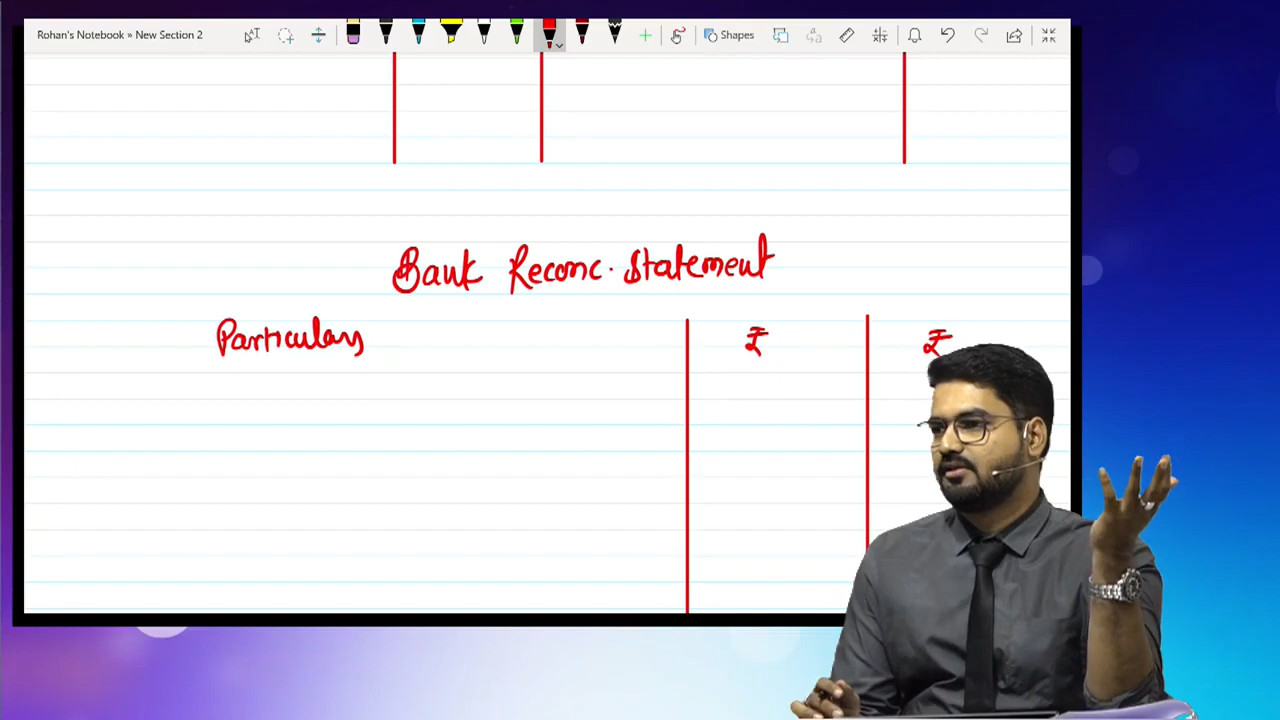 Rohan's Notebook » New Section 2
Shapes
Bank Reconc. Statement
Particulars ₹ ₹